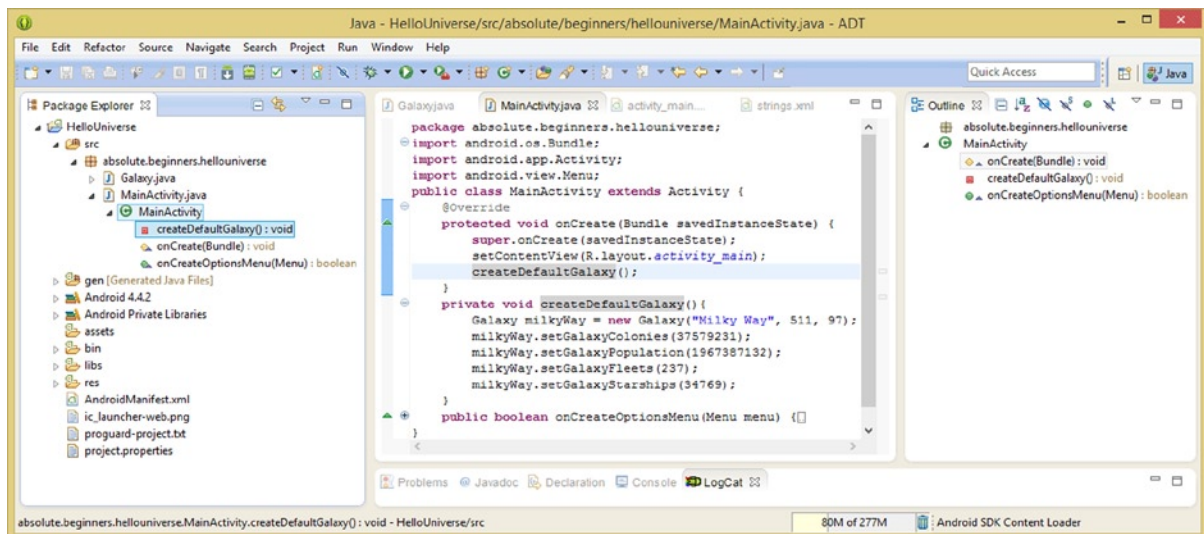 Java - HelloUniverse/src/absolute/beginners/hellouniverse/MainActivity.java - ADT
File Edit Refactor Source Navigate Search Project Run Window Help
Quick Access
Java
Package Explorer
HelloUniverse
src
absolute.beginners.hellouniverse
Galaxy.java
MainActivity.java
MainActivity
createDefaultGalaxy() : void
onCreate(Bundle) : void
onCreateOptionsMenu(Menu) : boolean
gen [Generated Java Files]
Android 4.4.2
Android Private Libraries
assets
bin
libs
res
AndroidManifest.xml
ic_launcher-web.png
proguard-project.txt
project.properties
Galaxy.java MainActivity.java activity_main.... strings.xml
package absolute.beginners.hellouniverse;
import android.os.Bundle;
import android.app.Activity;
import android.view.Menu;
public class MainActivity extends Activity {
@Override
protected void onCreate(Bundle savedInstanceState) {
super.onCreate(savedInstanceState);
setContentView(R.layout.activity_main);
createDefaultGalaxy();
}
private void createDefaultGalaxy(){
Galaxy milkyWay = new Galaxy("Milky Way", 511, 97);
milkyWay.setGalaxyColonies(37579231);
milkyWay.setGalaxyPopulation(1967387132);
milkyWay.setGalaxyFleets(237);
milkyWay.setGalaxyStarships(34769);
}
public boolean onCreateOptionsMenu(Menu menu) {
}
Outline
absolute.beginners.hellouniverse
MainActivity
onCreate(Bundle) : void
createDefaultGalaxy() : void
onCreateOptionsMenu(Menu) : boolean
Problems @ Javadoc Declaration Console LogCat
absolute.beginners.hellouniverse.MainActivity.createDefaultGalaxy() : void - HelloUniverse/src
80M of 277M
Android SDK Content Loader